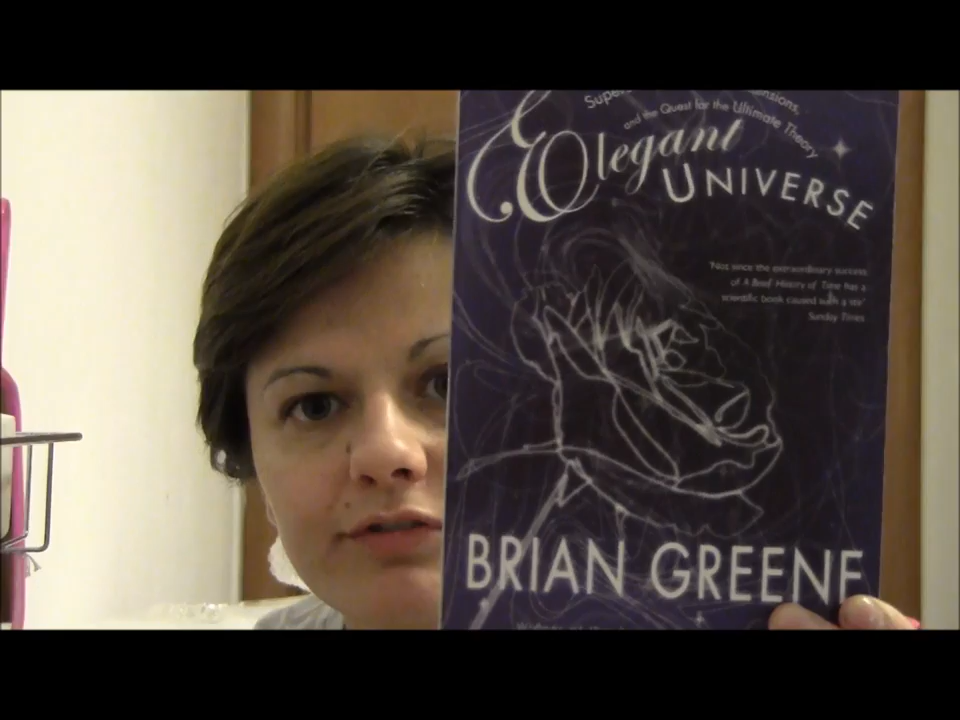 and the Quest for the Ultimate Theory
Elegant
UNIVERSE
'Not since the extraordinary success
of A Brief History of Time has a
scientific book caused such a stir'
Sunday Times
BRIAN GREENE